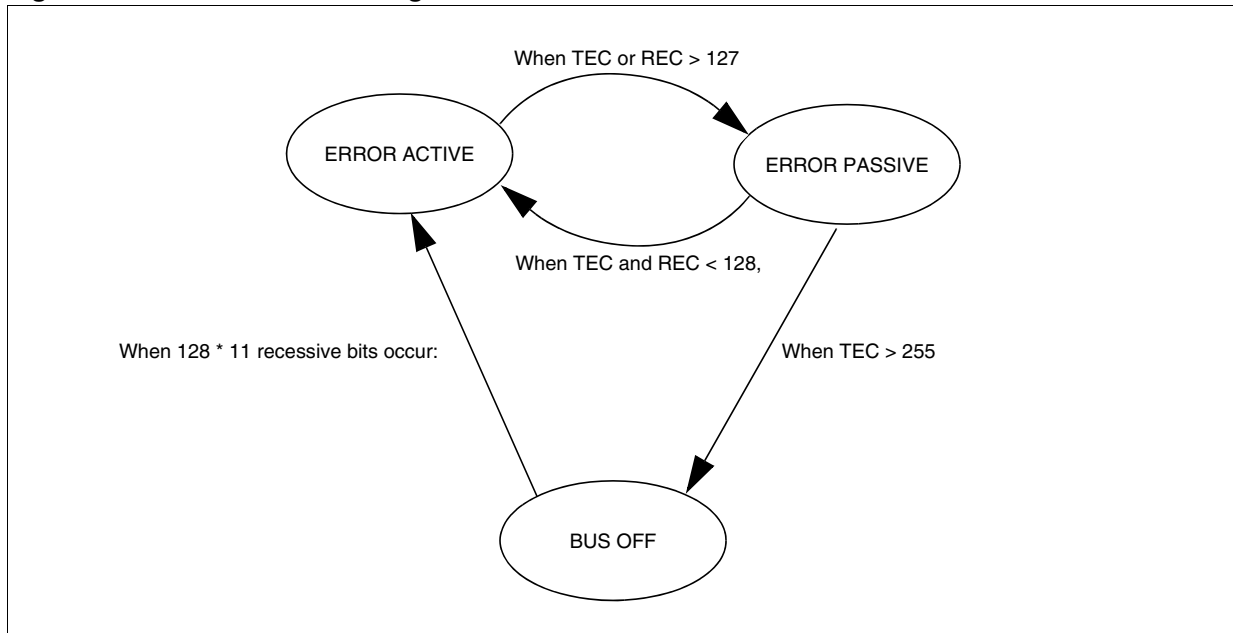 When TEC or REC > 127
ERROR ACTIVE
ERROR PASSIVE
When TEC and REC < 128,
When 128 * 11 recessive bits occur:
When TEC > 255
BUS OFF